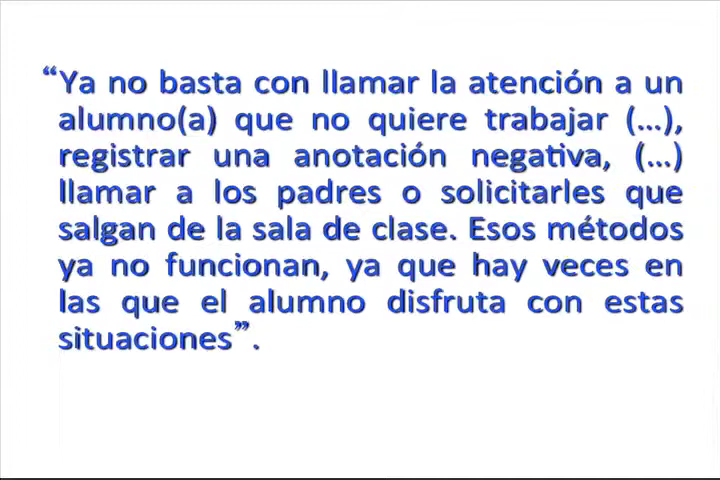 “Ya no basta con llamar la atención a un
alumno(a) que no quiere trabajar (...),
registrar una anotación negativa, (...)
llamar a los padres o solicitarles que
salgan de la sala de clase. Esos métodos
ya no funcionan, ya que hay veces en
las que el alumno disfruta con estas
situaciones”.